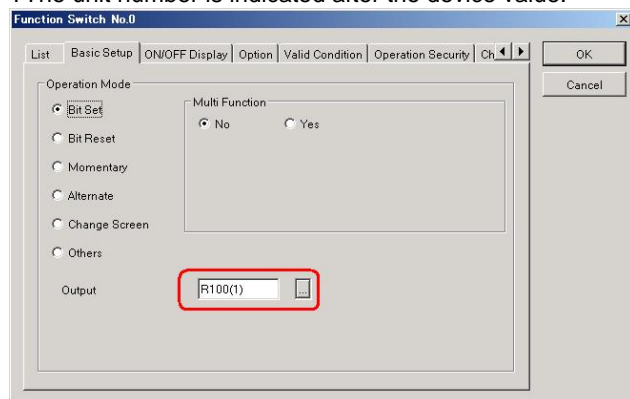 The unit number is indicated after the device value.
Function Switch No.0
List Basic Setup ON/OFF Display Option Valid Condition Operation Security Ch
OK
Cancel
Operation Mode
Bit Set
Bit Reset
Momentary
Alternate
Change Screen
Others
Multi Function
No Yes
Output R100(1) ...